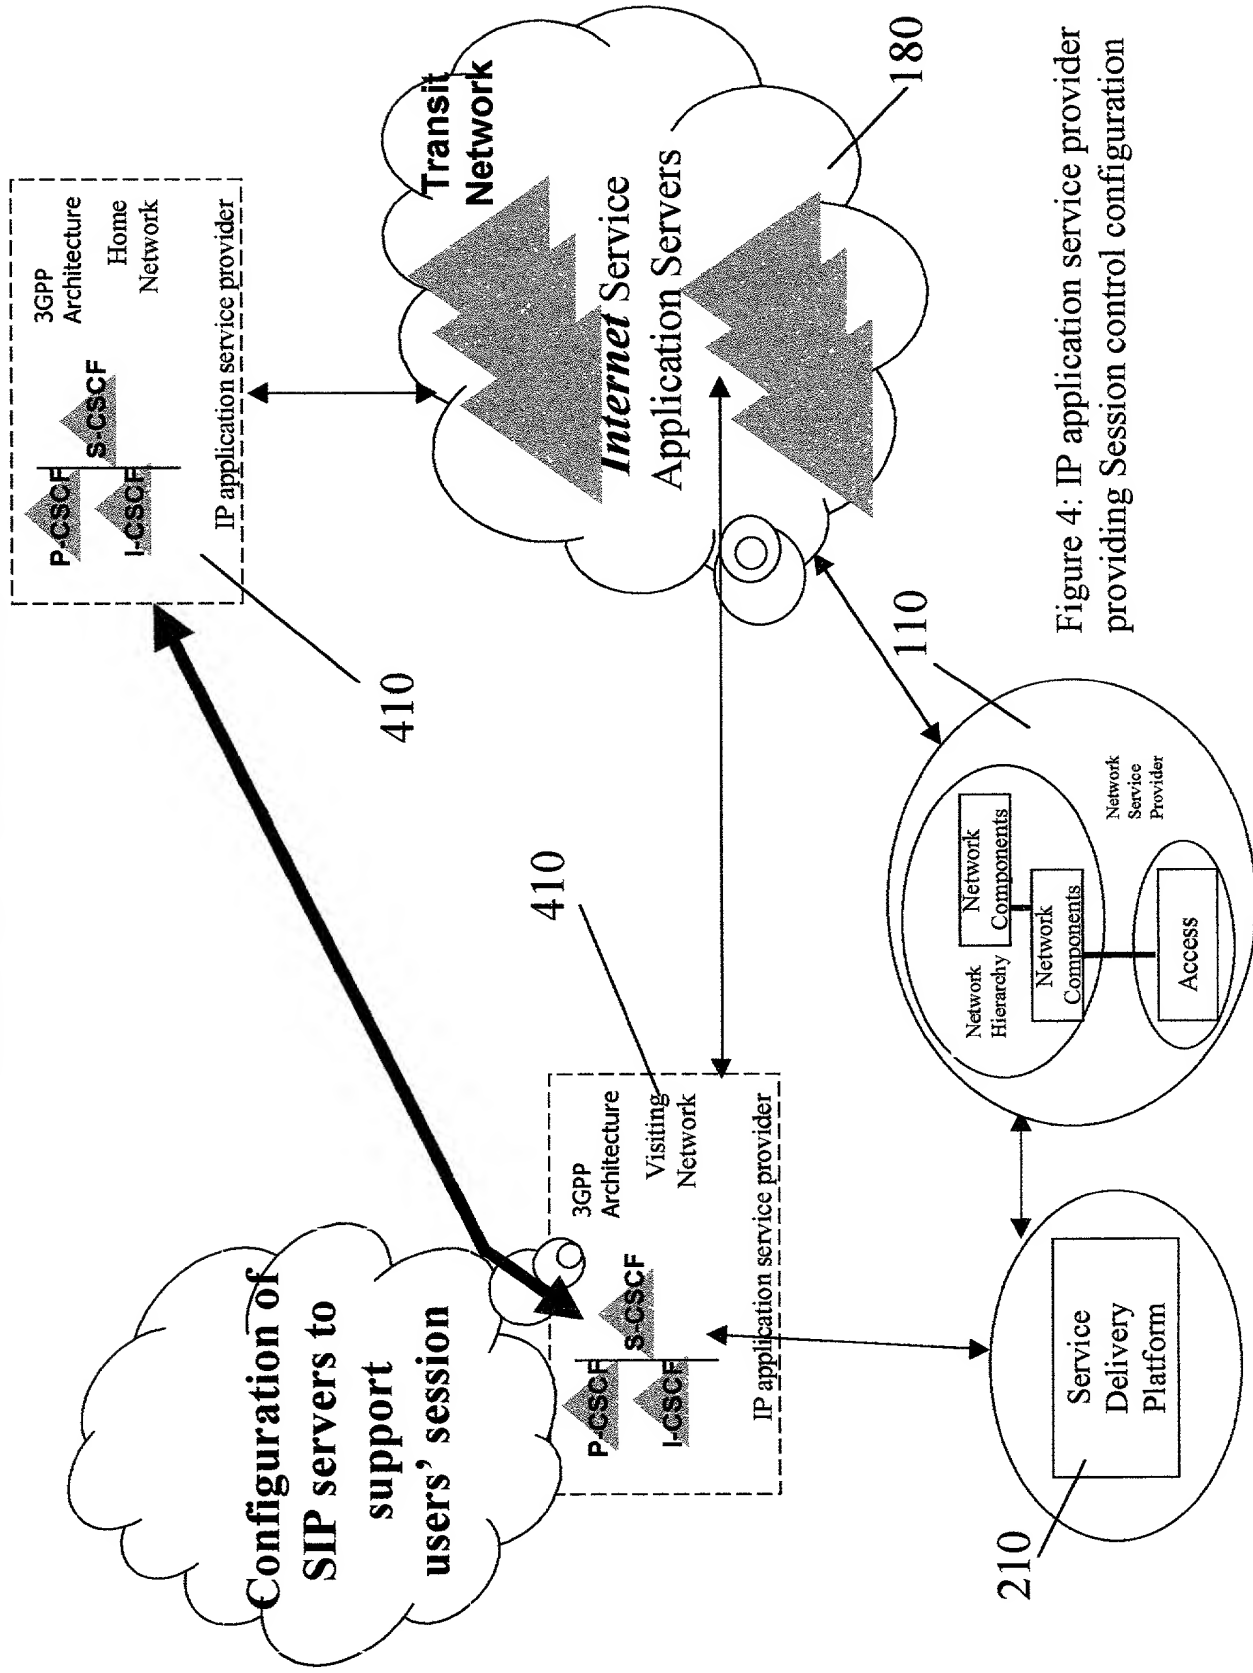 Configuration of
SIP servers to
support
users' session
P-CSCF
I-CSCF
S-CSCF
3GPP
Architecture
Visiting
Network
IP application service provider
410
P-CSCF
I-CSCF
S-CSCF
3GPP
Architecture
Home
Network
IP application service provider
410
Transit
Network
Internet Service
Application Servers
180
Service
Delivery
Platform
210
Network
Hierarchy
Network
Components
Network
Components
Access
Network
Service
Provider
110
Figure 4: IP application service provider
providing Session control configuration